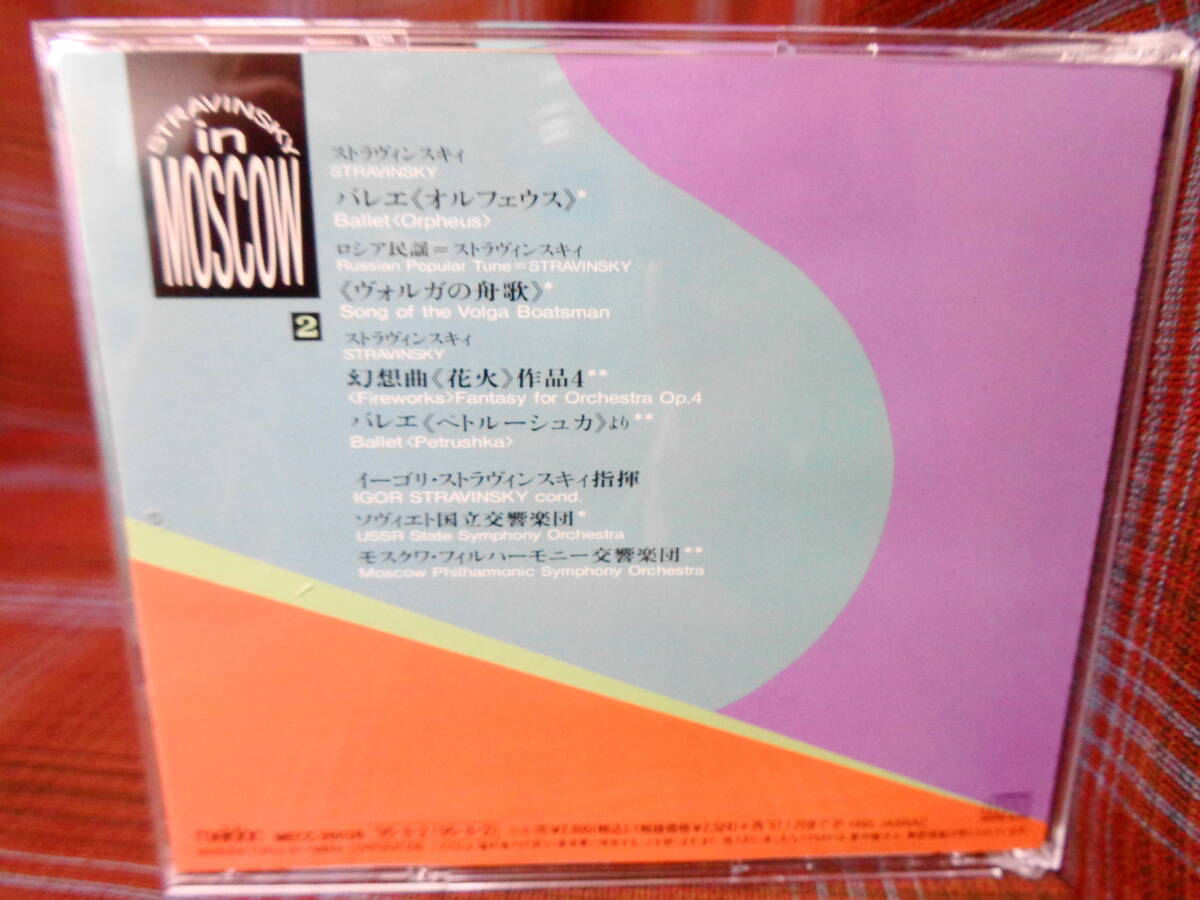 STRAVINSKY
in
MOSCOW
2
ストラヴィンスキィ
STRAVINSKY
バレエ《オルフェウス》*
Ballet<Orpheus>
ロシア民謡=ストラヴィンスキィ
Russian Popular Tune=STRAVINSKY
《ヴォルガの舟歌》*
Song of the Volga Boatsman
ストラヴィンスキィ
STRAVINSKY
幻想曲《花火》作品4**
<Fireworks>Fantasy for Orchestra Op.4
バレエ《ペトルーシュカ》より**
Ballet<Petrushka>
イーゴリ・ストラヴィンスキィ指揮
IGOR STRAVINSKY cond.
ソヴィエト国立交響楽団*
USSR State Symphony Orchestra
モスクワ・フィルハーモニー交響楽団**
Moscow Philharmonic Symphony Orchestra